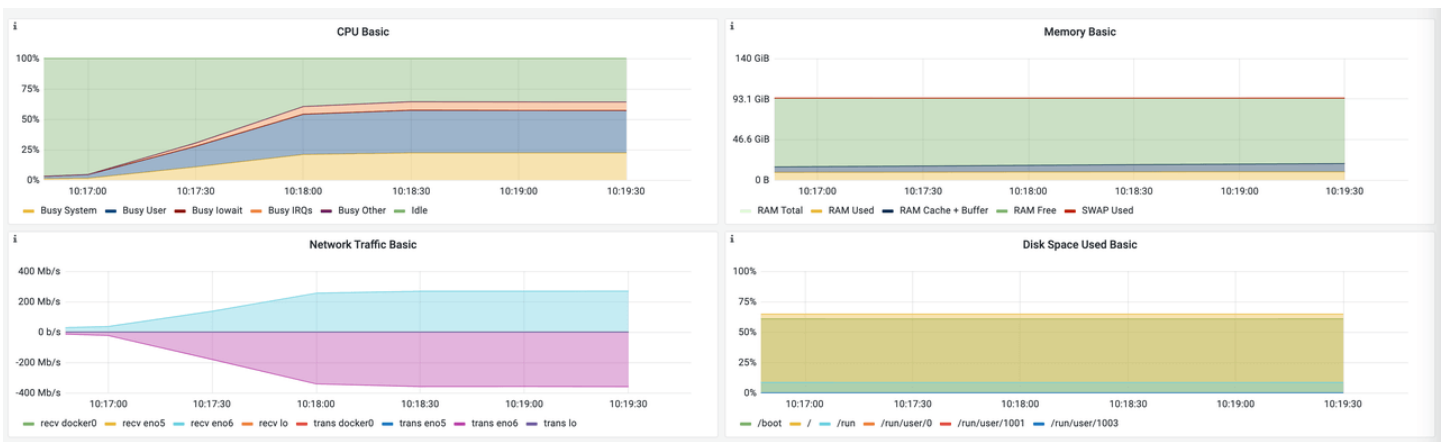 i
CPU Basic
100%
75%
50%
25%
0%
10:17:00 10:17:30 10:18:00 10:18:30 10:19:00 10:19:30
Busy System Busy User Busy Iowait Busy IRQs Busy Other Idle
i
Memory Basic
140 GiB
93.1 GiB
46.6 GiB
0 B
10:17:00 10:17:30 10:18:00 10:18:30 10:19:00 10:19:30
RAM Total RAM Used RAM Cache + Buffer RAM Free SWAP Used
i
Network Traffic Basic
400 Mb/s
200 Mb/s
0 b/s
-200 Mb/s
-400 Mb/s
10:17:00 10:17:30 10:18:00 10:18:30 10:19:00 10:19:30
recv docker0 recv eno5 recv eno6 recv lo trans docker0 trans eno5 trans eno6 trans lo
i
Disk Space Used Basic
100%
75%
50%
25%
0%
10:17:00 10:17:30 10:18:00 10:18:30 10:19:00 10:19:30
/boot / /run /run/user/0 /run/user/1001 /run/user/1003